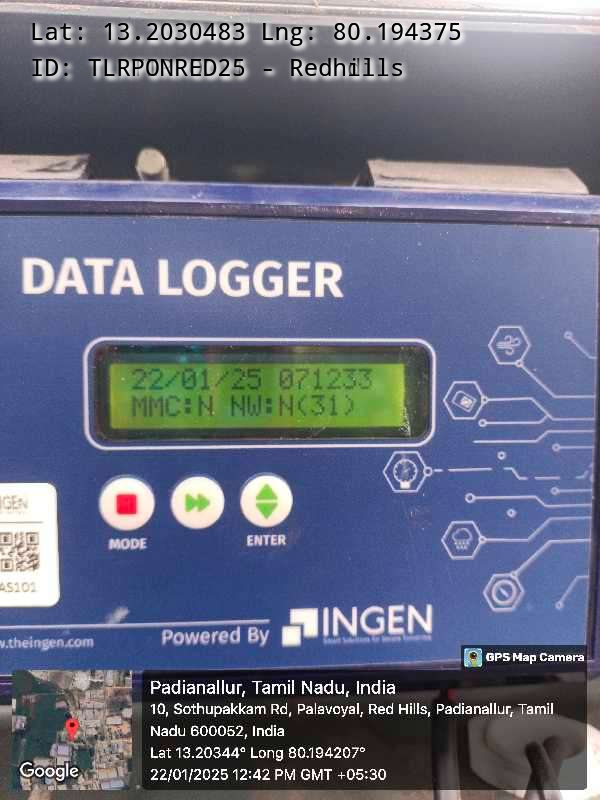 Lat: 13.2030483 Lng: 80.194375
ID: TLRPONRED25 - Redhills
DATA LOGGER
22/01/25 071233
MMC:N NW:N(31)
MODE
ENTER
AS101
w.theingen.com
Powered By INGEN
GPS Map Camera
Padianallur, Tamil Nadu, India
10, Sothupakkam Rd, Palavoyal, Red Hills, Padianallur, Tamil
Nadu 600052, India
Lat 13.20344° Long 80.194207°
22/01/2025 12:42 PM GMT +05:30
Google